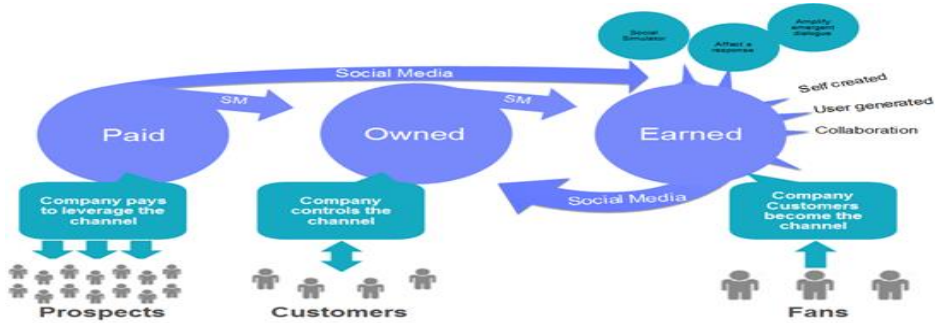 Social
Simulator
Affect a
response
Amplify
emergent
dialogue
Social Media
SM
SM
Self created
User generated
Collaboration
Paid
Owned
Earned
Social Media
Company pays
to leverage the
channel
Company
controls the
channel
Company
Customers
become the
channel
Prospects
Customers
Fans